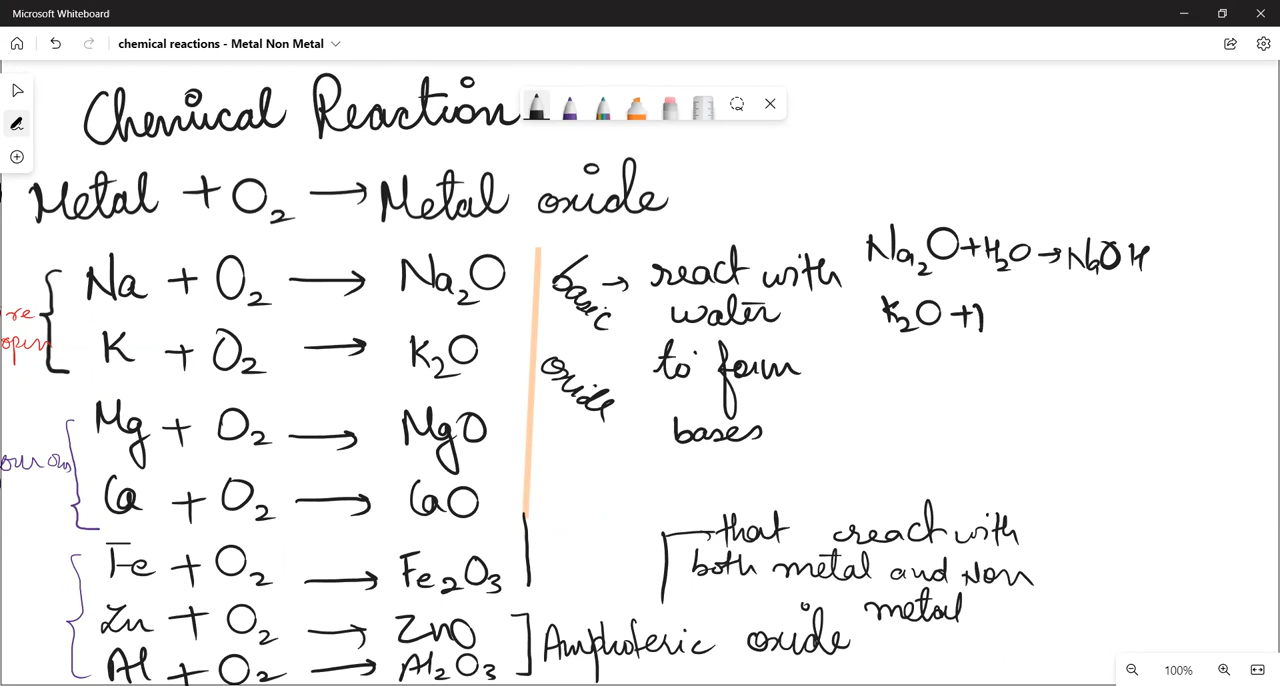 Microsoft Whiteboard
chemical reactions - Metal Non Metal
Chemical Reaction
Metal + O₂ → Metal oxide
Na + O₂ → Na₂O
K + O₂ → K₂O
Mg + O₂ → MgO
Ca + O₂ → CaO
Fe + O₂ → Fe₂O₃
Zn + O₂ → ZnO
Al + O₂ → Al₂O₃
basic
oxide
→ react with
water
to form
bases
Na₂O + H₂O → NaOH
K₂O +
that react with
both metal and Non
metal
Amphoteric oxide
100%